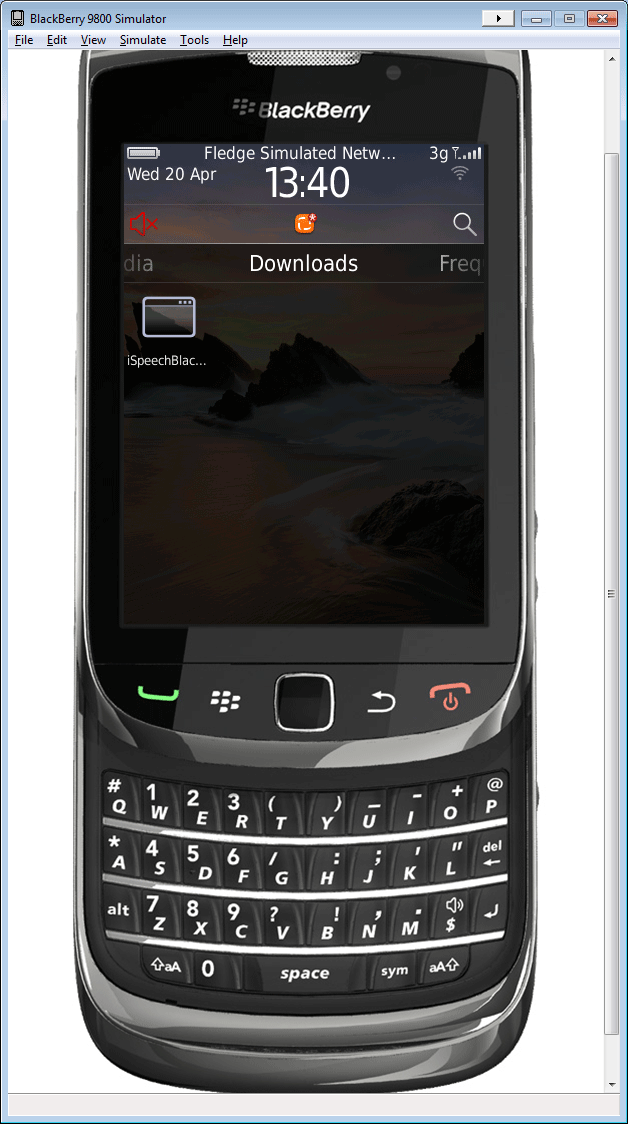 BlackBerry 9800 Simulator
File Edit View Simulate Tools Help
BlackBerry
Fledge Simulated Netw... 3g
Wed 20 Apr 13:40
dia Downloads Freq
iSpeechBlac...
# 1 2 3 ( ) _ - + @
Q W E R T Y U I O P
* 4 5 6 / : ; ' " del
A S D F G H J K L
alt 7 8 9 ? ! , .
Z X C V B N M $
aA 0 space sym aA